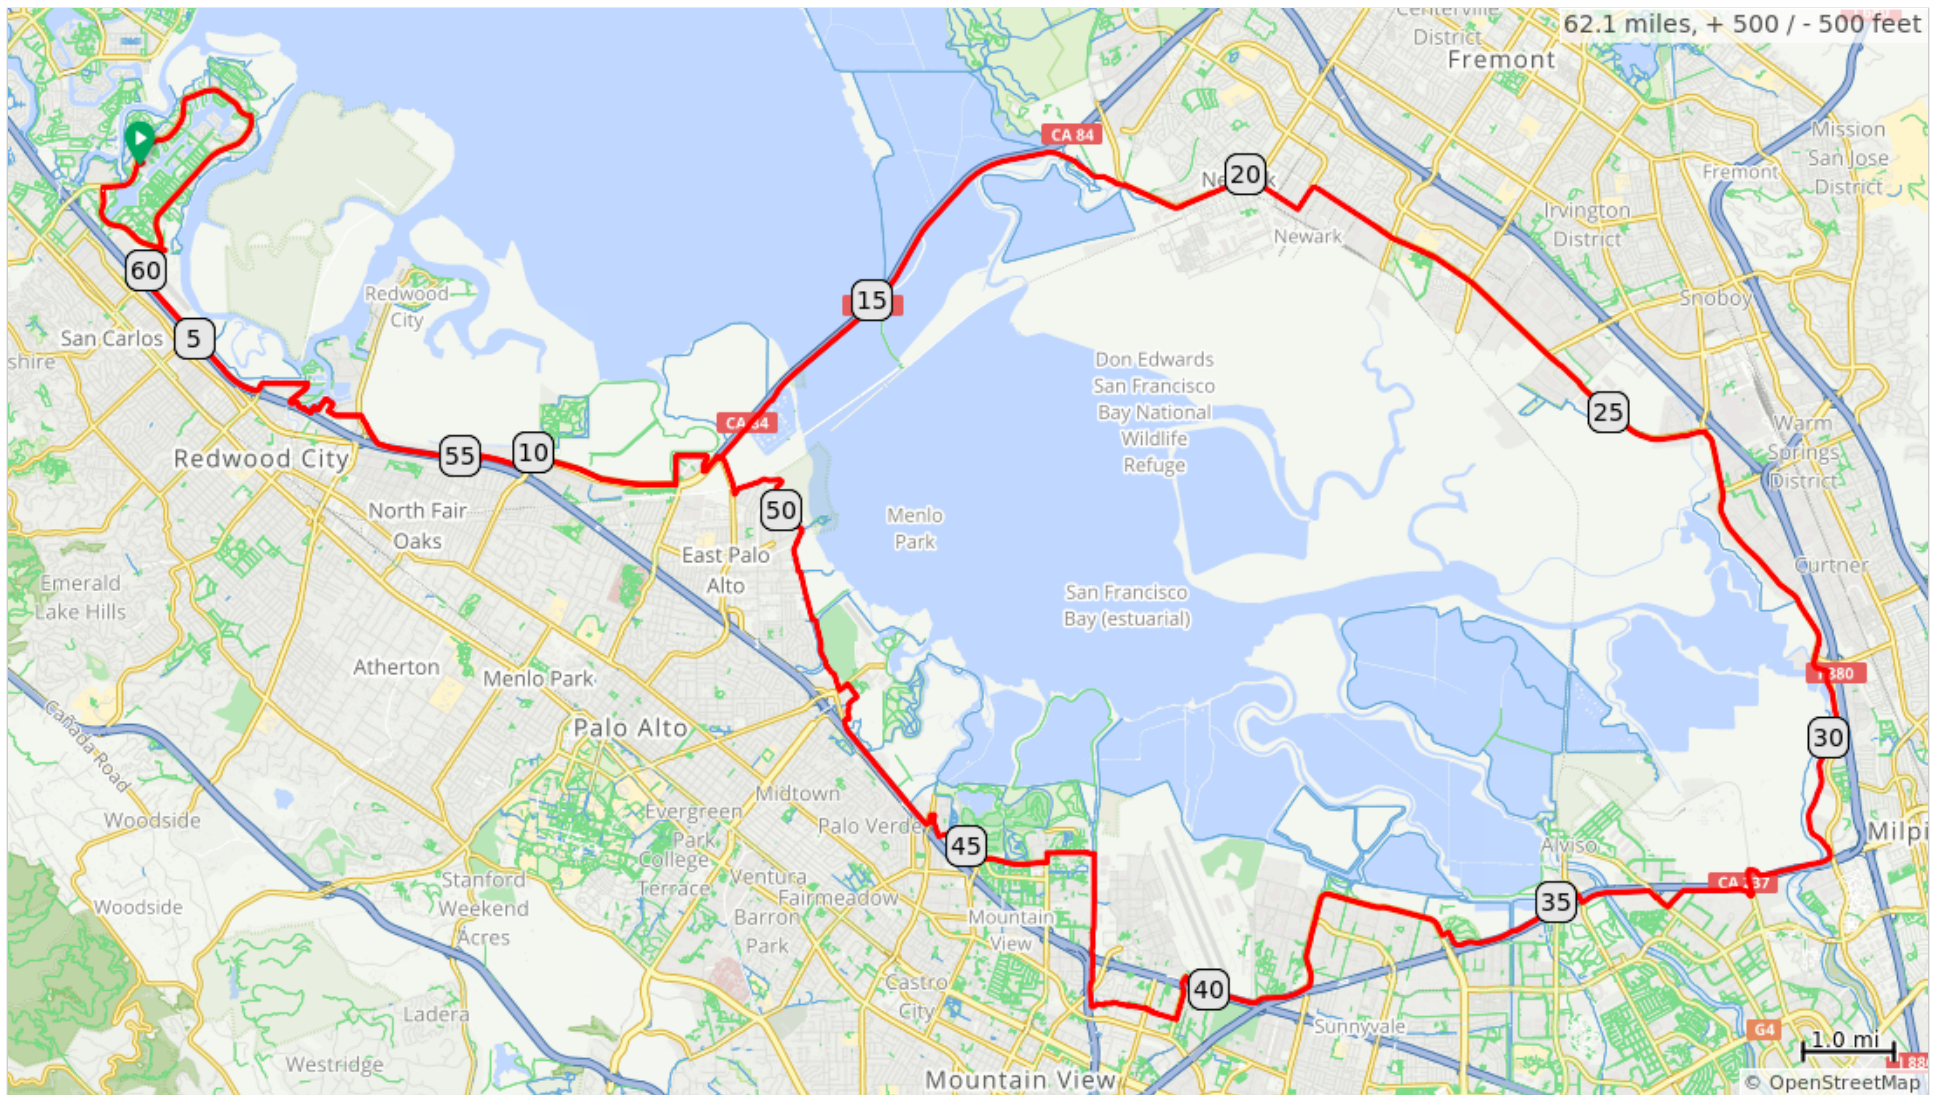 Centerville
District
62.1 miles, + 500 / - 500 feet
Fremont
CA 84
Mission
San Jose
District
Fremont
20
Irvington
District
Newark
60
Redwood
City
15
Snoboy
San Carlos
5
shire
Don Edwards
San Francisco
Bay National
Wildlife
Refuge
25
CA 84
Warm
Springs
District
Redwood City
55
10
North Fair
Oaks
50
Menlo
Park
East Palo
Alto
Curtner
Emerald
Lake Hills
San Francisco
Bay (estuarial)
Atherton
Menlo Park
Cañada Road
Palo Alto
30
Midtown
Woodside
Evergreen
Park
College
Terrace
Palo Verde
45
Milpi
Alviso
Ventura
Fairmeadow
Barron
Park
Stanford
Weekend
Acres
Woodside
35
Mountain
View
Castro
City
40
Ladera
Sunnyvale
G4
1.0 mi
Westridge
Mountain View
© OpenStreetMap